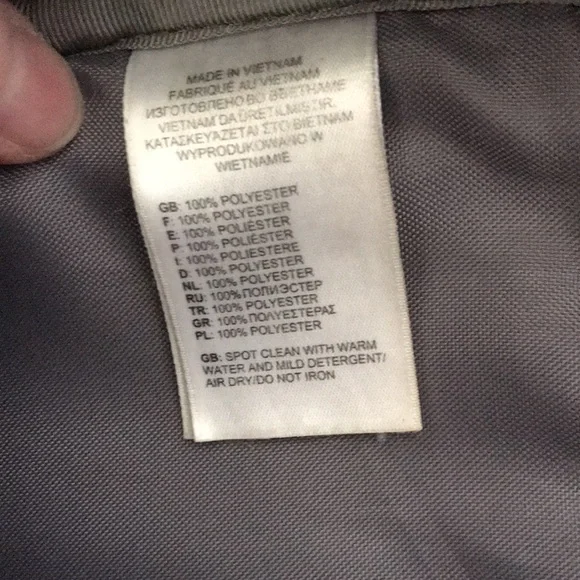 MADE IN VIETNAM
FABRIQUÉ AU VIETNAM
ИЗГОТОВЛЕНО ВО ВЬЕТНАМЕ
VIETNAM DA ÜRETİLMİŞTİR.
ΚΑΤΑΣΚΕΥΑΖΕΤΑΙ ΣΤΟ ΒΙΕΤΝΑΜ
WYPRODUKOWANO W
WIETNAMIE
GB: 100% POLYESTER
F: 100% POLYESTER
E: 100% POLYESTER
P: 100% POLIÉSTER
I: 100% POLIESTERE
D: 100% POLYESTER
NL: 100% POLYESTER
RU: 100% ПОЛИЭСТЕР
TR: 100% POLYESTER
GR: 100% ΠΟΛΥΕΣΤΕΡΑΣ
PL: 100% POLYESTER
GB: SPOT CLEAN WITH WARM
WATER AND MILD DETERGENT/
AIR DRY/DO NOT IRON